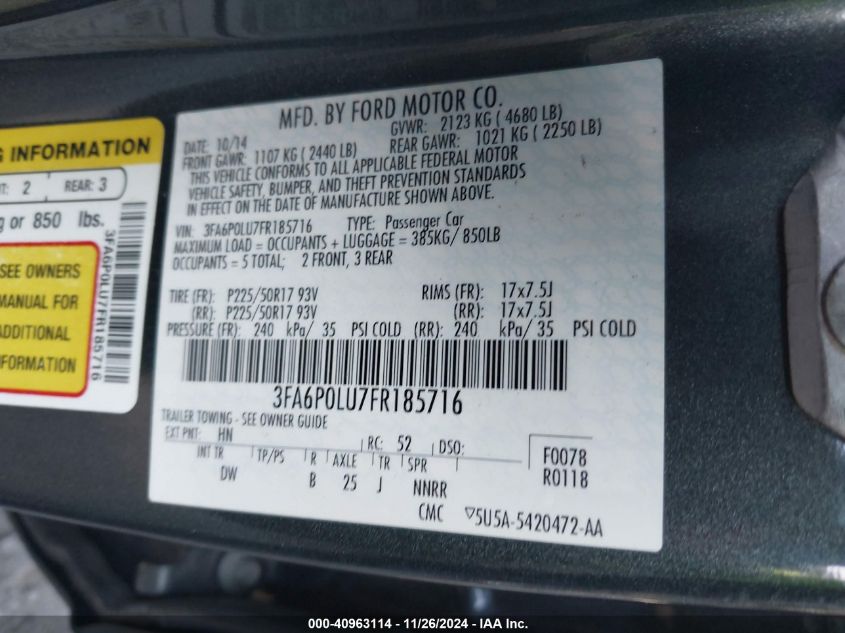 MFD. BY FORD MOTOR CO.
DATE: 10/14 GVWR: 2123 KG ( 4680 LB)
FRONT GAWR: 1107 KG ( 2440 LB) REAR GAWR: 1021 KG ( 2250 LB)
THIS VEHICLE CONFORMS TO ALL APPLICABLE FEDERAL MOTOR
VEHICLE SAFETY, BUMPER, AND THEFT PREVENTION STANDARDS
IN EFFECT ON THE DATE OF MANUFACTURE SHOWN ABOVE.
VIN: 3FA6P0LU7FR185716 TYPE: Passenger Car
MAXIMUM LOAD = OCCUPANTS + LUGGAGE = 385KG/ 850LB
OCCUPANTS = 5 TOTAL; 2 FRONT, 3 REAR
TIRE (FR): P225/50R17 93V RIMS (FR): 17x7.5J
(RR): P225/50R17 93V (RR): 17x7.5J
PRESSURE (FR): 240 kPa/ 35 PSI COLD (RR): 240 kPa/ 35 PSI COLD
3FA6P0LU7FR185716
TRAILER TOWING - SEE OWNER GUIDE
EXT PNT: HN RC: 52 DSO:
INT TR TP/PS R AXLE TR SPR F0078
DW B 25 J NNRR R0118
CMC ▽5U5A-5420472-AA
G INFORMATION
2 REAR: 3
g or 850 lbs.
SEE OWNERS
MANUAL FOR
ADDITIONAL
INFORMATION
3FA6P0LU7FR185716
000-40963114 - 11/26/2024 - IAA Inc.